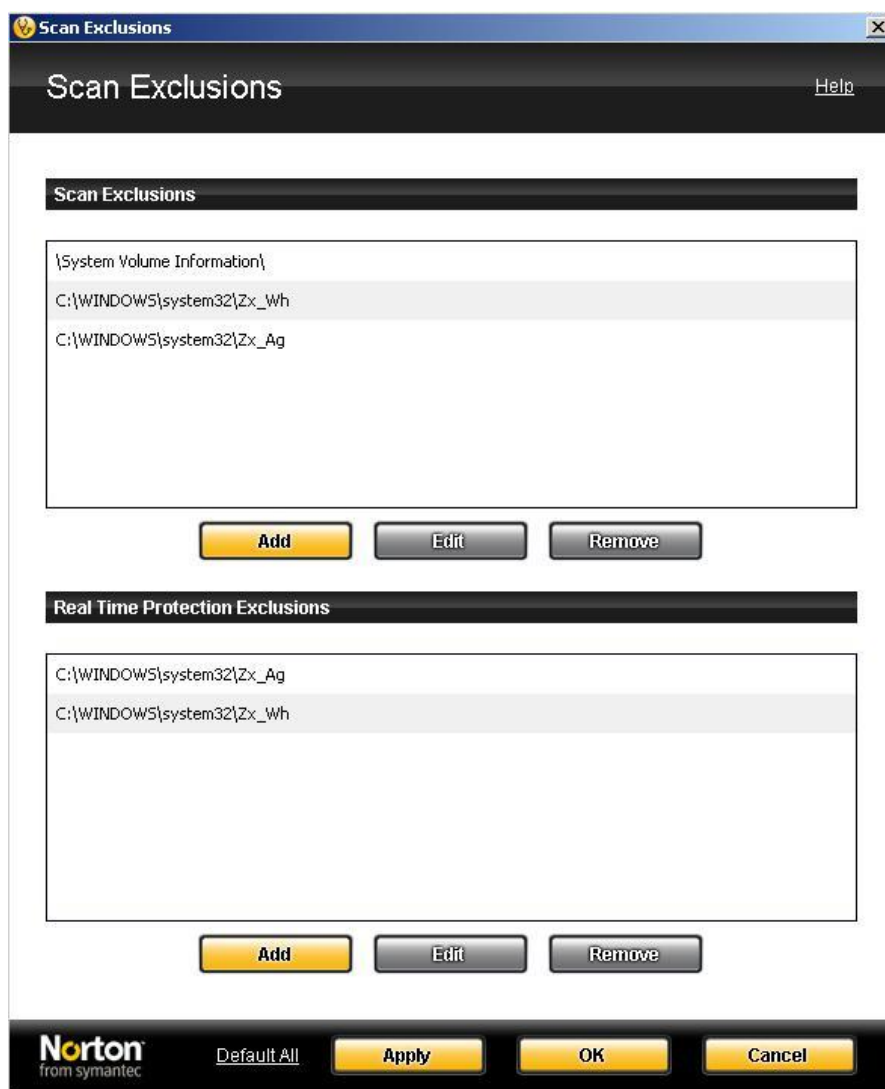 Scan Exclusions
Scan Exclusions
Help
Scan Exclusions
\System Volume Information\
C:\WINDOWS\system32\Zx_Wh
C:\WINDOWS\system32\Zx_Ag
Add Edit Remove
Real Time Protection Exclusions
C:\WINDOWS\system32\Zx_Ag
C:\WINDOWS\system32\Zx_Wh
Add Edit Remove
Norton
from symantec
Default All Apply OK Cancel